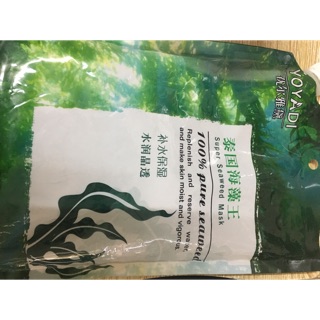 YOYADI
泰国海藻王
Super Seaweed Mask
100% pure seaweed
Replenish and reserve water,
and make skin moist and vigorous.
补水保湿
水润晶透